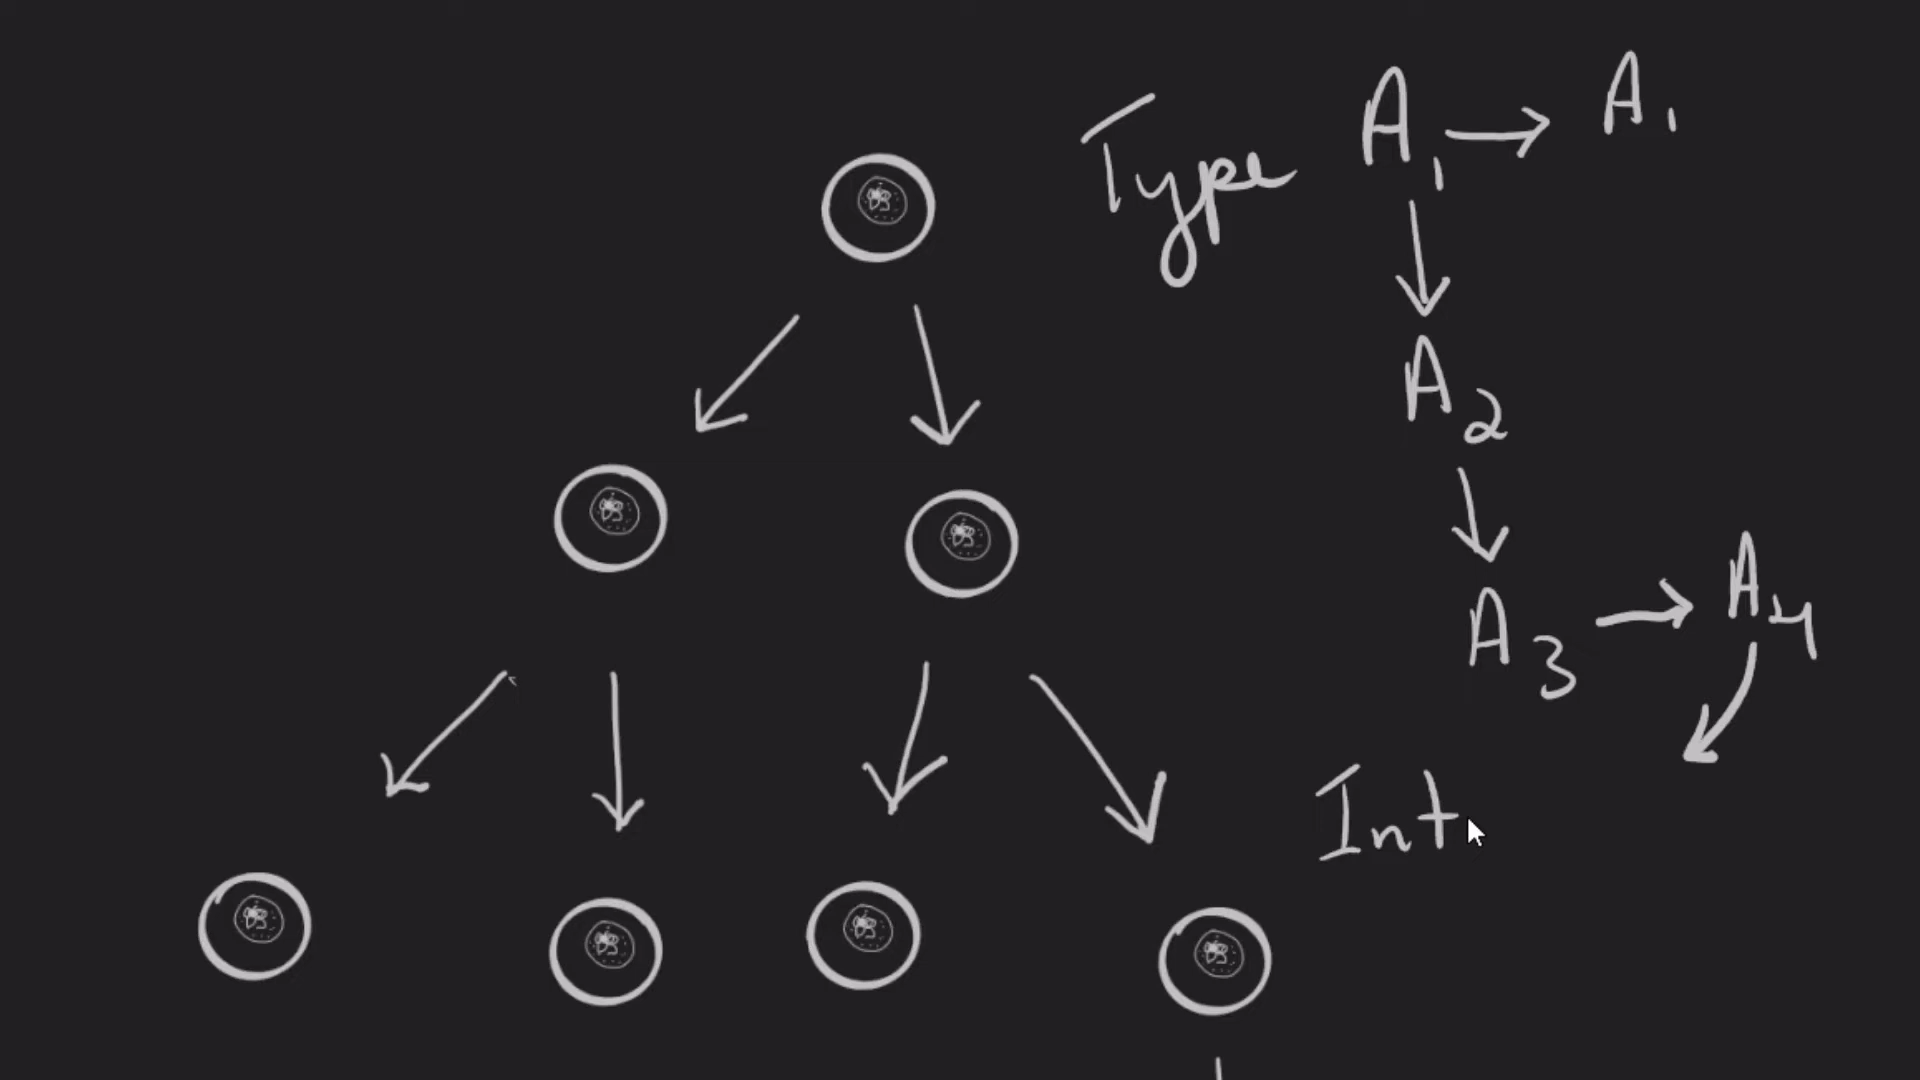 Type A₁ → A₁
A₂
A₃ → A₄
Int